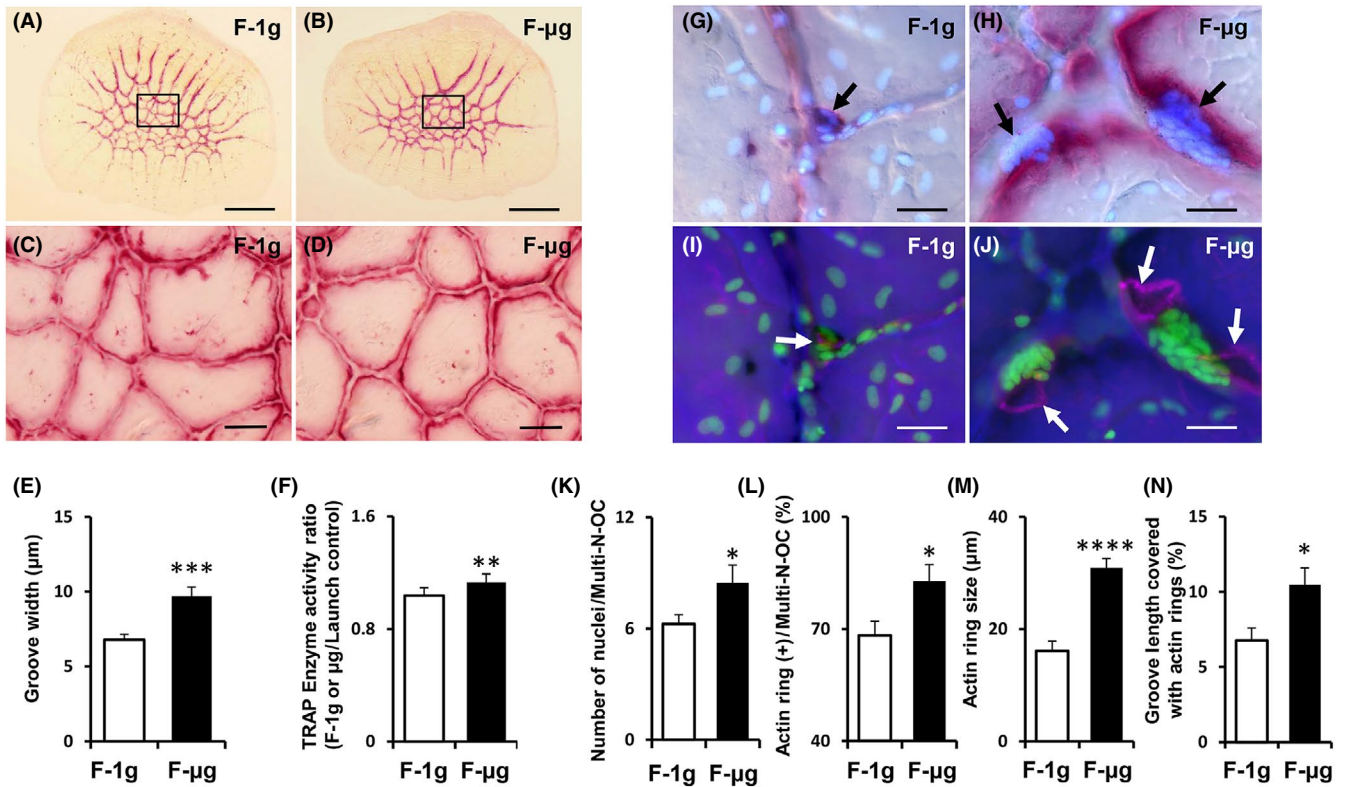 (A) F-1g
(B) F-µg
(C) F-1g
(D) F-µg
(G) F-1g
(H) F-µg
(I) F-1g
(J) F-µg
(E)
Groove width (µm)
15
10
5
0
***
F-1g F-µg
(F)
TRAP Enzyme activity ratio
(F-1g or µg/Launch control)
1.6
0.8
0
**
F-1g F-µg
(K)
Number of nuclei/Multi-N-OC
12
6
0
*
F-1g F-µg
(L)
Actin ring (+)/Multi-N-OC (%)
100
70
40
*
F-1g F-µg
(M)
Actin ring size (µm)
40
20
0
****
F-1g F-µg
(N)
Groove length covered
with actin rings (%)
15
10
5
0
*
F-1g F-µg